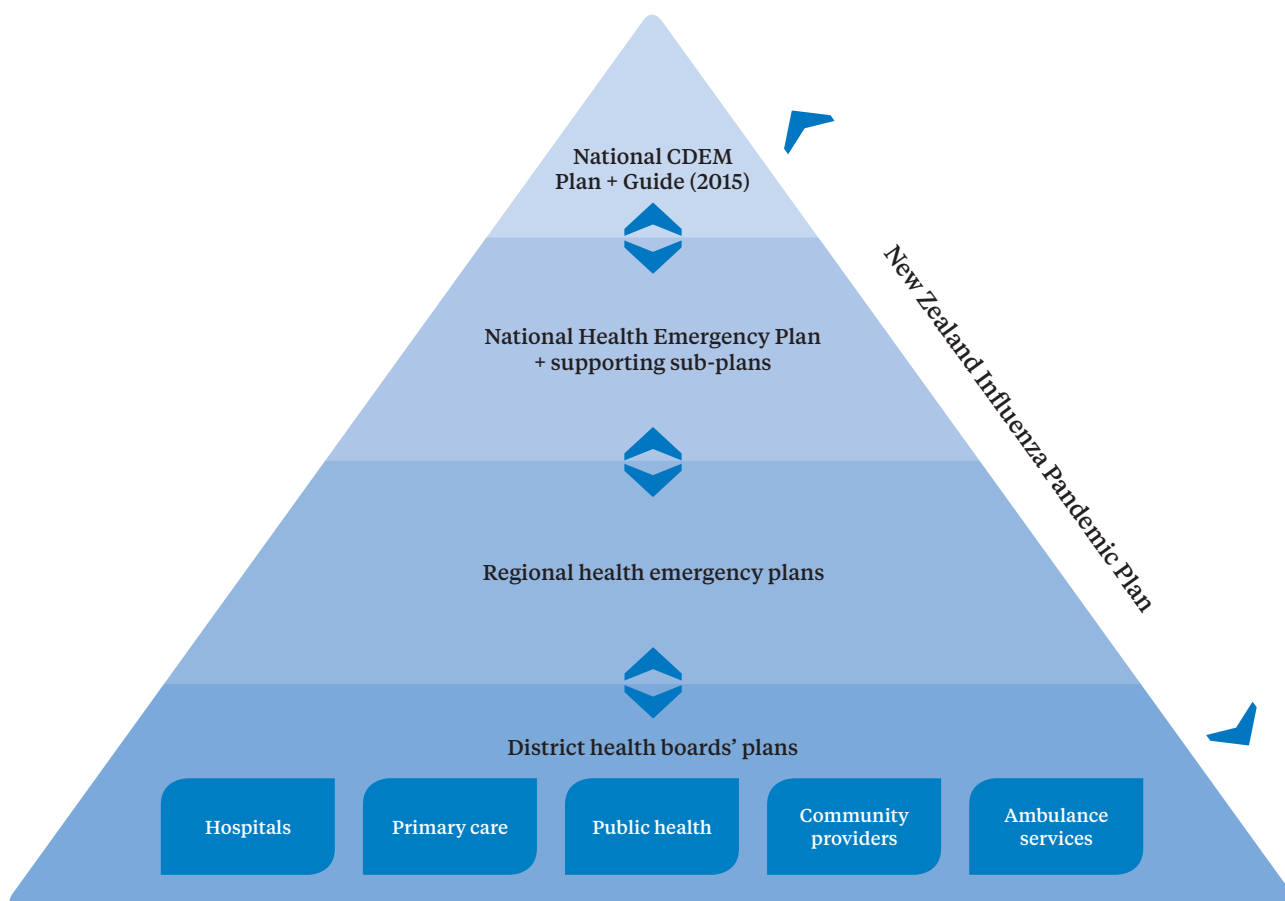 National CDEM
Plan + Guide (2015)
National Health Emergency Plan
+ supporting sub-plans
New Zealand Influenza Pandemic Plan
Regional health emergency plans
District health boards’ plans
Hospitals
Primary care
Public health
Community
providers
Ambulance
services